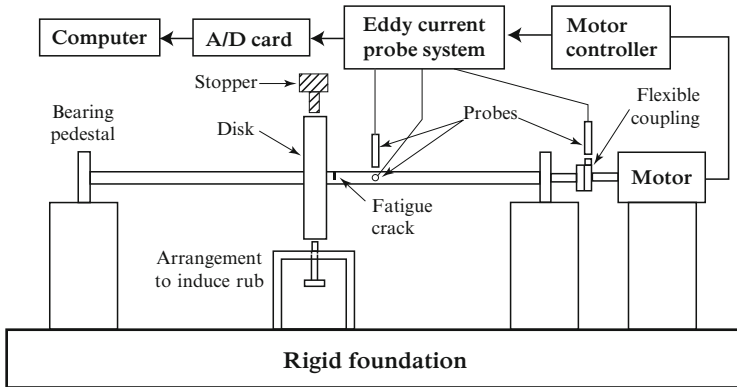 Computer
A/D card
Eddy current
probe system
Motor
controller
Stopper
Bearing
pedestal
Disk
Probes
Flexible
coupling
Motor
Fatigue
crack
Arrangement
to induce rub
Rigid foundation